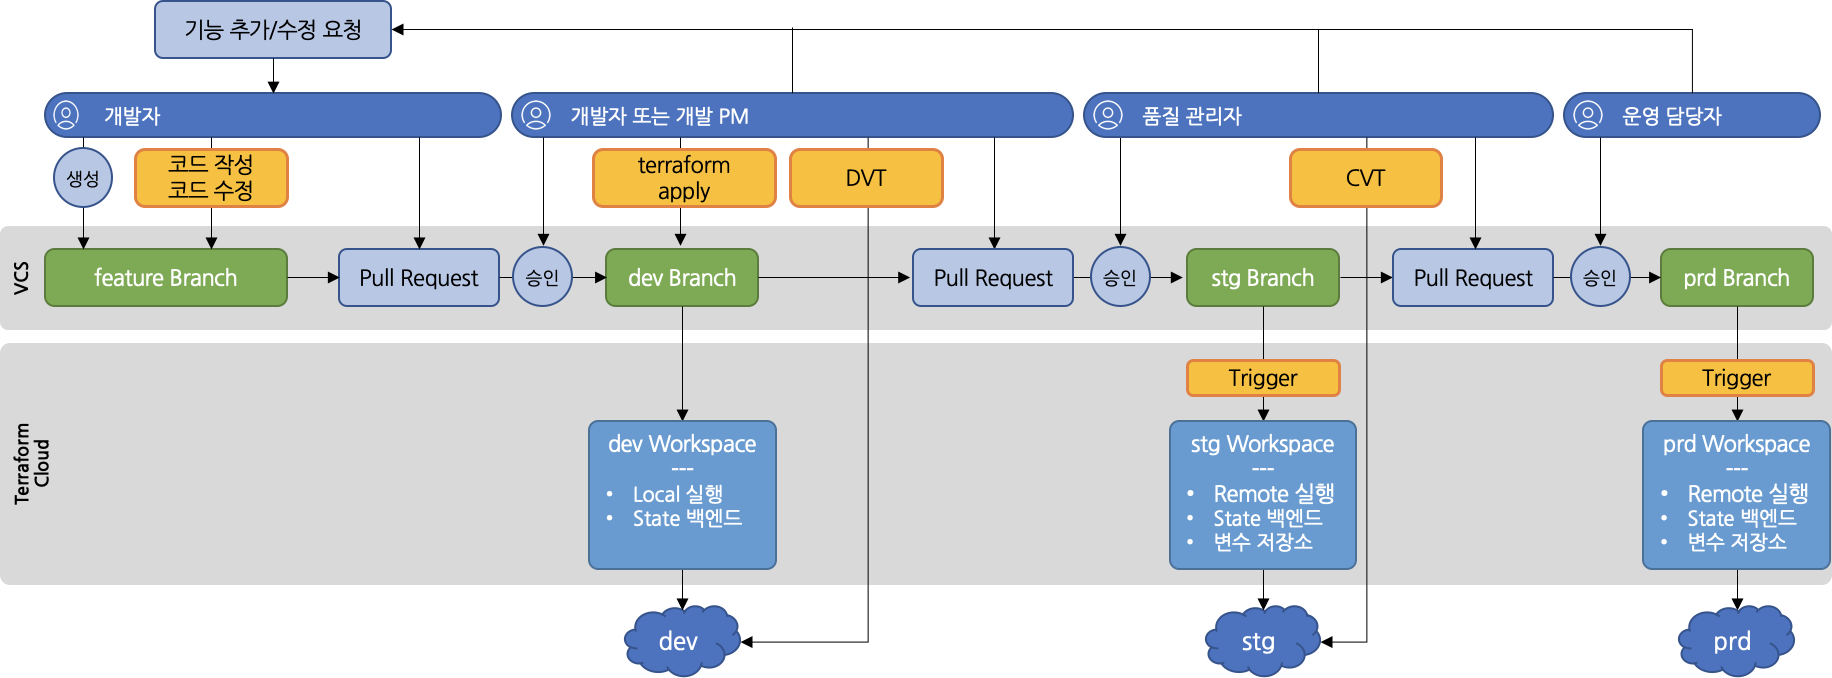 기능 추가/수정 요청
개발자
개발자 또는 개발 PM
품질 관리자
운영 담당자
생성
코드 작성
코드 수정
terraform
apply
DVT
CVT
VCS
feature Branch
Pull Request
승인
dev Branch
Pull Request
승인
stg Branch
Pull Request
승인
prd Branch
Terraform
Cloud
Trigger
Trigger
dev Workspace
---
• Local 실행
• State 백엔드
stg Workspace
---
• Remote 실행
• State 백엔드
• 변수 저장소
prd Workspace
---
• Remote 실행
• State 백엔드
• 변수 저장소
dev
stg
prd